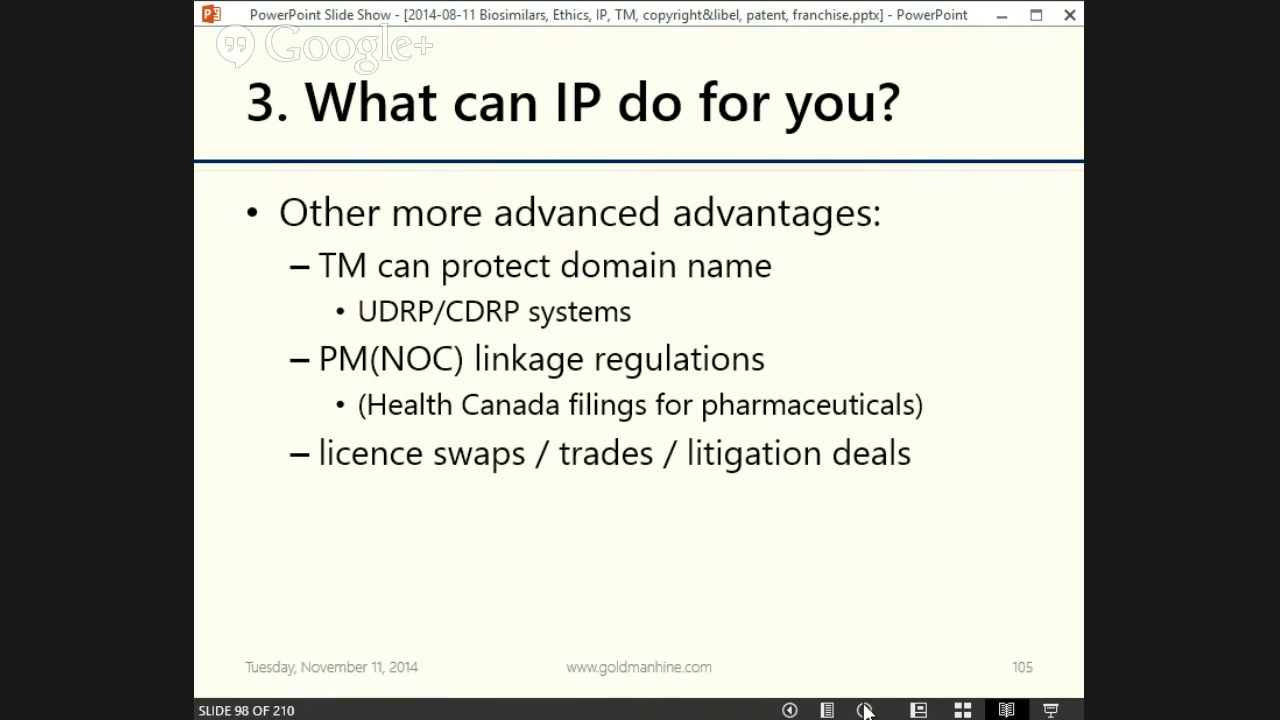 PowerPoint Slide Show - [2014-08-11 Biosimilars, Ethics, IP, TM, copyright&libel, patent, franchise.pptx] - PowerPoint
Google+
3. What can IP do for you?
• Other more advanced advantages:
– TM can protect domain name
• UDRP/CDRP systems
– PM(NOC) linkage regulations
• (Health Canada filings for pharmaceuticals)
– licence swaps / trades / litigation deals
Tuesday, November 11, 2014 www.goldmanhine.com 105
SLIDE 98 OF 210